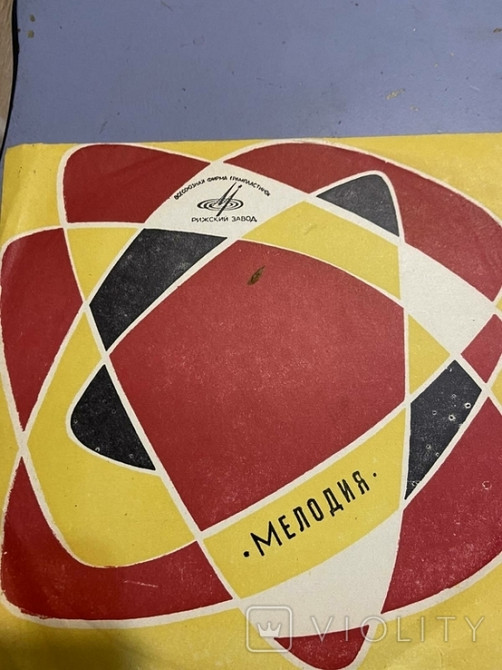 ВСЕСОЮЗНАЯ ФИРМА ГРАМПЛАСТИНОК
РИЖСКИЙ ЗАВОД
·МЕЛОДИЯ·
VIOLITY